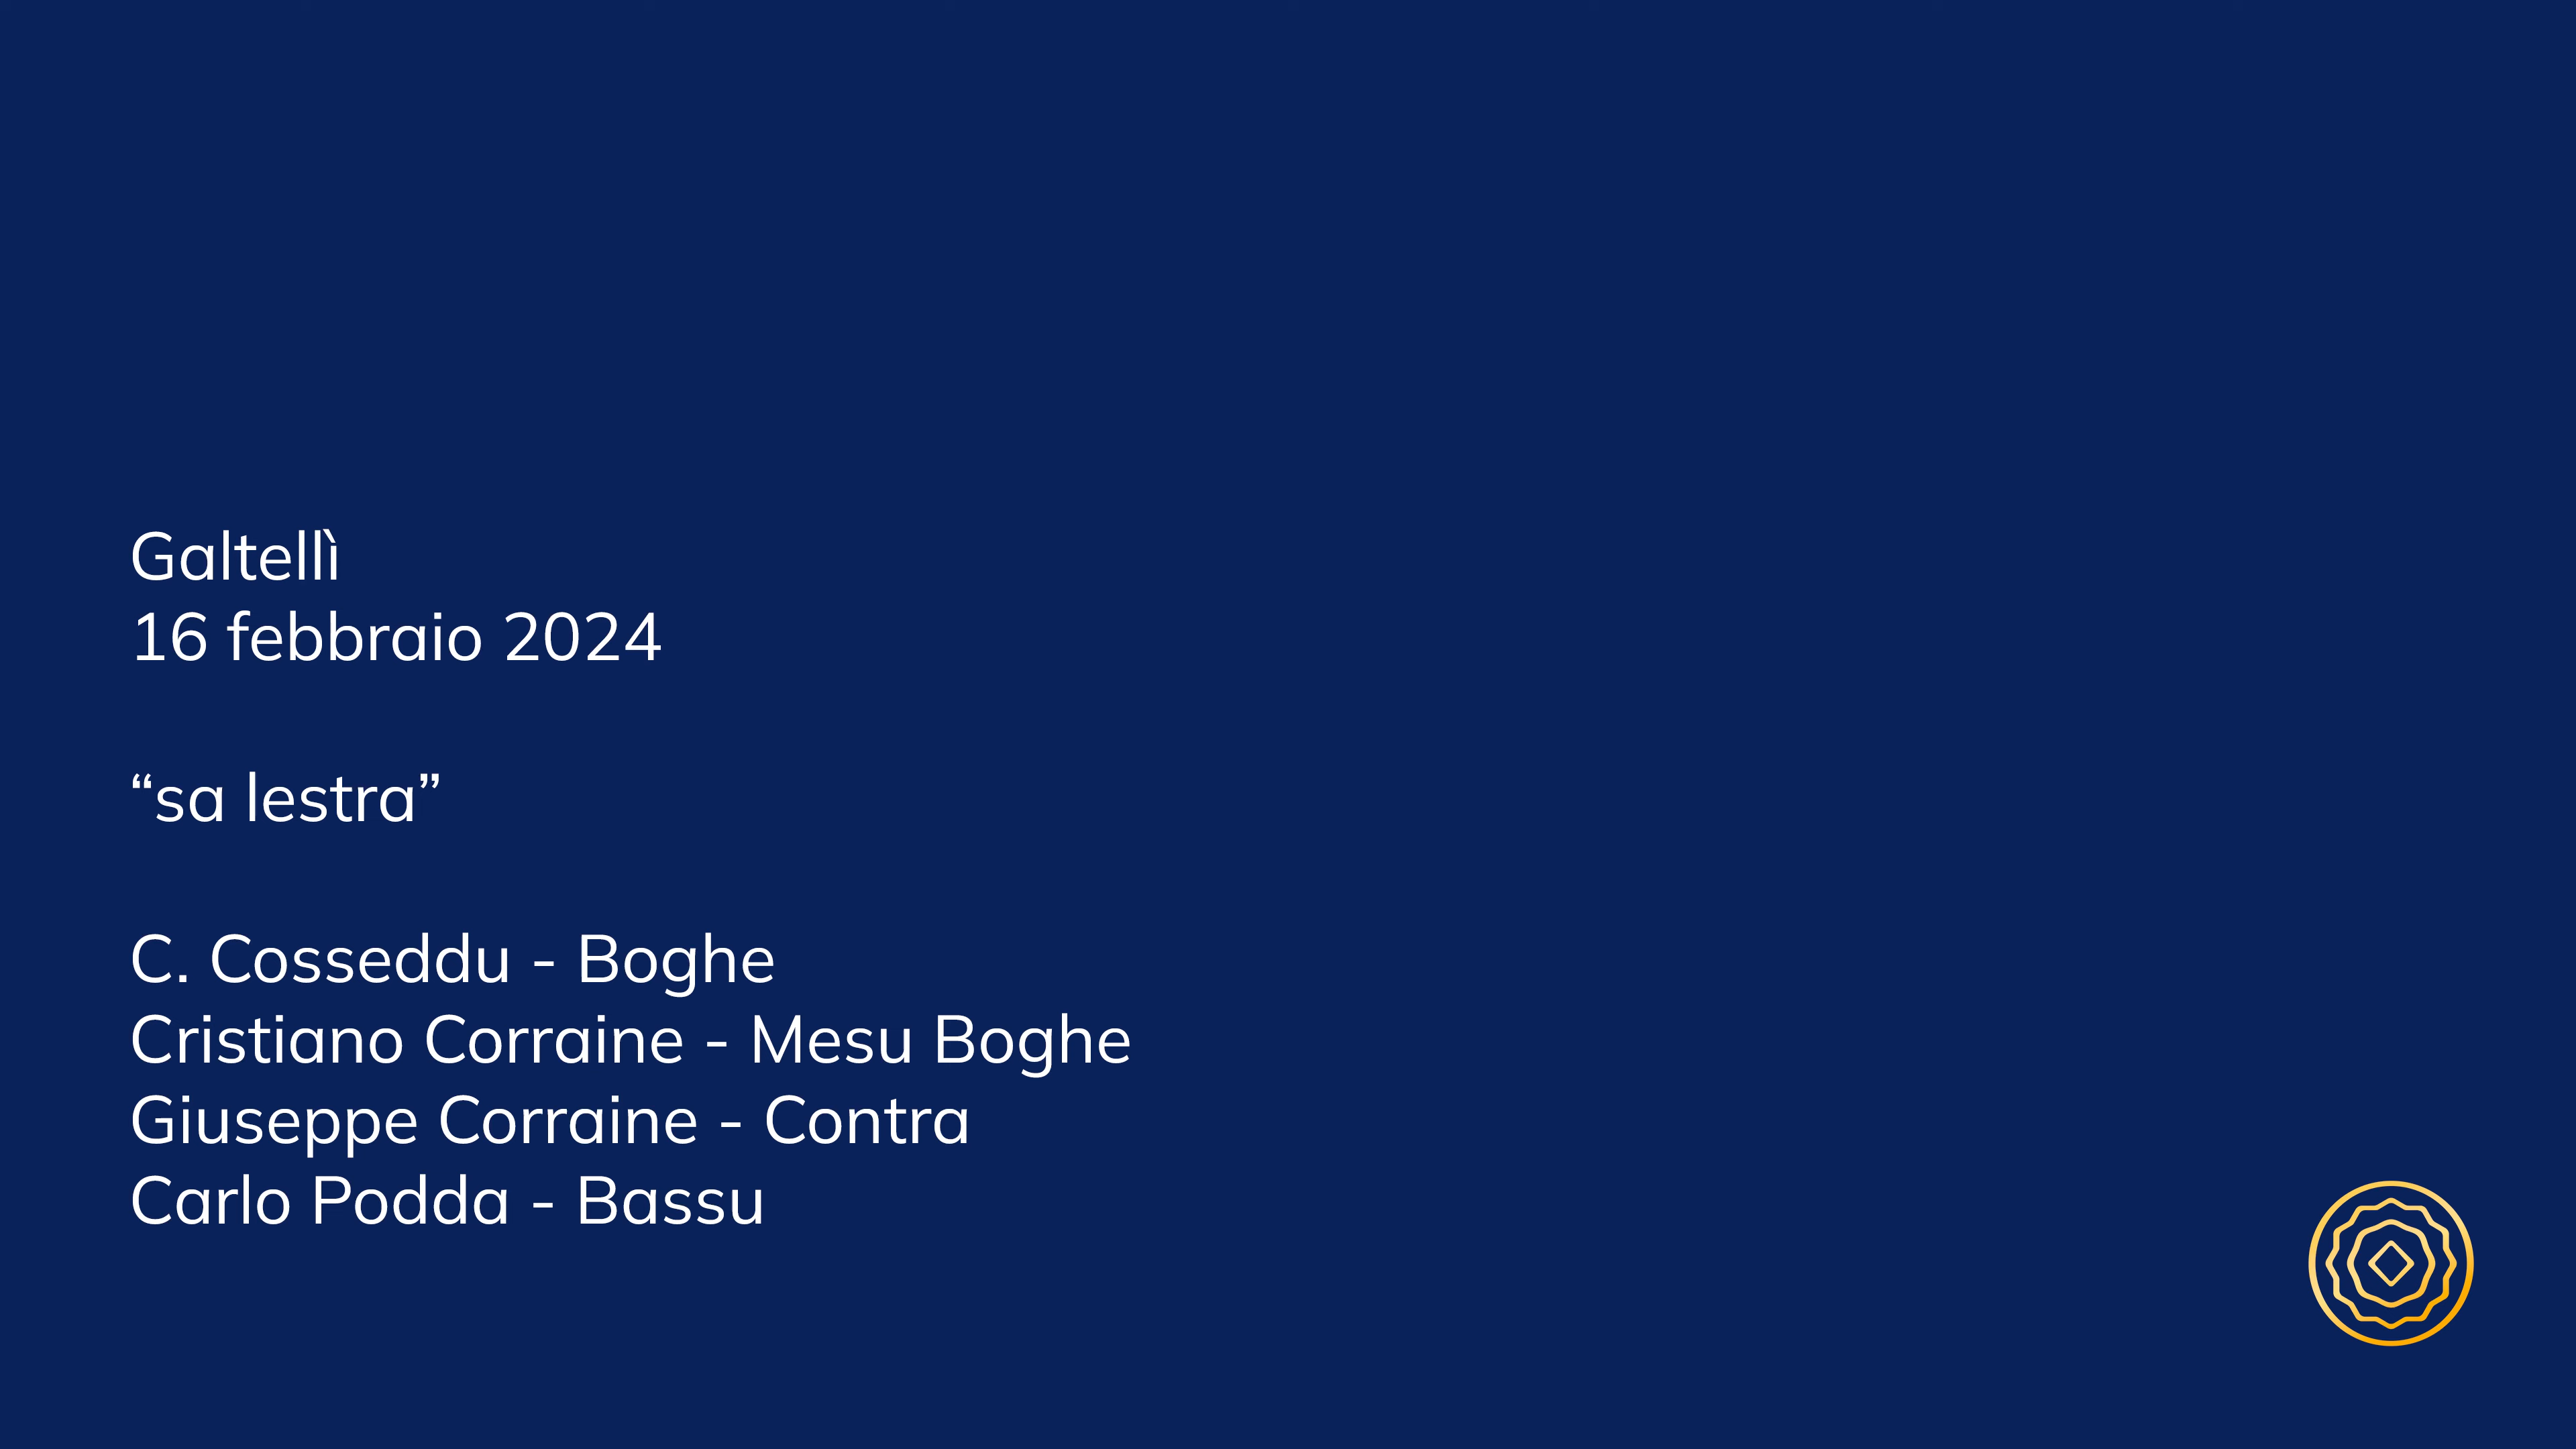 Galtellì
16 febbraio 2024
“sa lestra”
C. Cosseddu - Boghe
Cristiano Corraine - Mesu Boghe
Giuseppe Corraine - Contra
Carlo Podda - Bassu